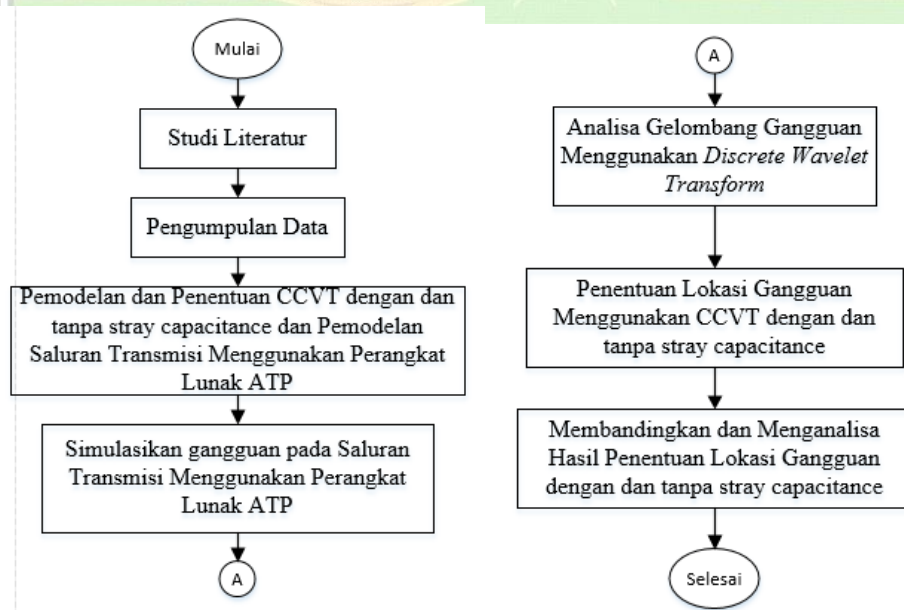 Mulai
Studi Literatur
Pengumpulan Data
Pemodelan dan Penentuan CCVT dengan dan
tanpa stray capacitance dan Pemodelan
Saluran Transmisi Menggunakan Perangkat
Lunak ATP
Simulasikan gangguan pada Saluran
Transmisi Menggunakan Perangkat
Lunak ATP
A
A
Analisa Gelombang Gangguan
Menggunakan Discrete Wavelet
Transform
Penentuan Lokasi Gangguan
Menggunakan CCVT dengan dan
tanpa stray capacitance
Membandingkan dan Menganalisa
Hasil Penentuan Lokasi Gangguan
dengan dan tanpa stray capacitance
Selesai